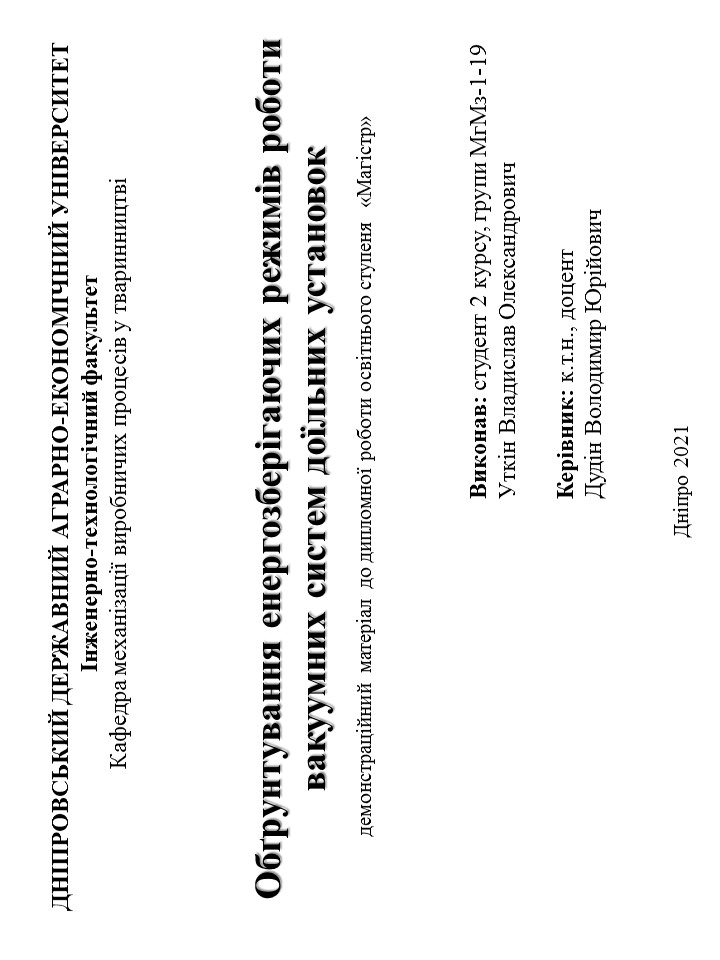 ДНІПРОВСЬКИЙ ДЕРЖАВНИЙ АГРАРНО-ЕКОНОМІЧНИЙ УНІВЕРСИТЕТ
Інженерно-технологічний факультет
Кафедра механізації виробничих процесів у тваринництві
Обґрунтування енергозберігаючих режимів роботи
вакуумних систем доїльних установок
демонстраційний матеріал до дипломної роботи освітнього ступеня «Магістр»
Виконав: студент 2 курсу, групи МгМз-1-19
Уткін Владислав Олександрович
Керівник: к.т.н., доцент
Дудін Володимир Юрійович
Дніпро 2021